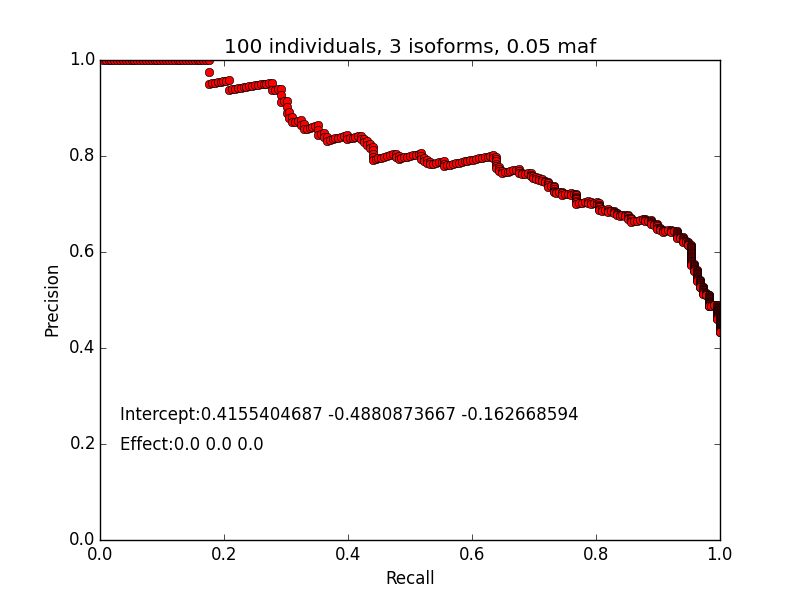 100 individuals, 3 isoforms, 0.05 maf
1.0
0.8
0.6
0.4
0.2
0.0
Precision
Intercept:0.4155404687 -0.4880873667 -0.162668594
Effect:0.0 0.0 0.0
0.0 0.2 0.4 0.6 0.8 1.0
Recall